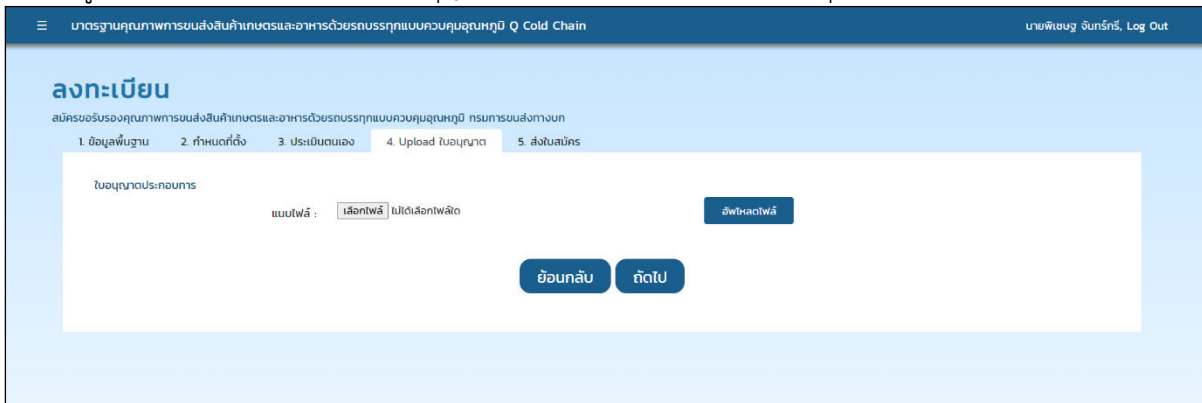 ☰ มาตรฐานคุณภาพการขนส่งสินค้าเกษตรและอาหารด้วยรถบรรทุกแบบควบคุมอุณหภูมิ Q Cold Chain นายพิเชษฐ จันทร์กรี, Log Out
ลงทะเบียน
สมัครขอรับรองคุณภาพการขนส่งสินค้าเกษตรและอาหารด้วยรถบรรทุกแบบควบคุมอุณหภูมิ กรมการขนส่งทางบก
1. ข้อมูลพื้นฐาน 2. กำหนดที่ตั้ง 3. ประเมินตนเอง 4. Upload ใบอนุญาต 5. ส่งใบสมัคร
ใบอนุญาตประกอบการ
แนบไฟล์ : เลือกไฟล์ ไม่ได้เลือกไฟล์ใด อัพโหลดไฟล์
ย้อนกลับ ถัดไป